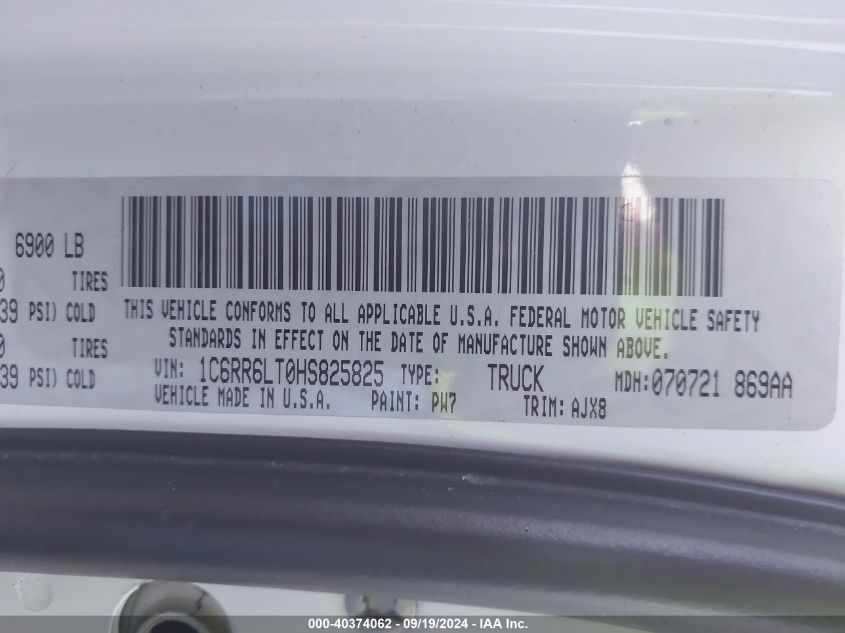 6900 LB
0 TIRES
39 PSI) COLD
0 TIRES
39 PSI) COLD
THIS VEHICLE CONFORMS TO ALL APPLICABLE U.S.A. FEDERAL MOTOR VEHICLE SAFETY
STANDARDS IN EFFECT ON THE DATE OF MANUFACTURE SHOWN ABOVE.
VIN: 1C6RR6LT0HS825825 TYPE: TRUCK MDH:070721 869AA
VEHICLE MADE IN U.S.A. PAINT: PW7 TRIM: AJX8
000-40374062 - 09/19/2024 - IAA Inc.